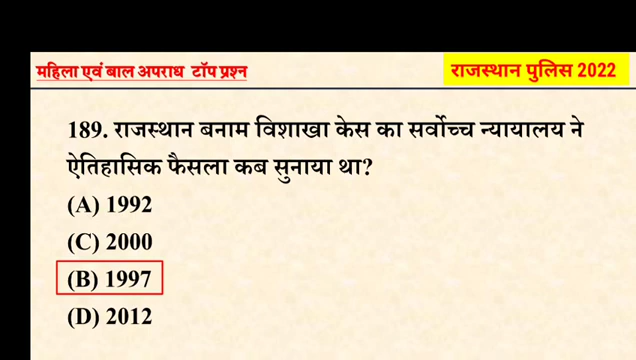 महिला एवं बाल अपराध टॉप प्रश्न
राजस्थान पुलिस 2022
189. राजस्थान बनाम विशाखा केस का सर्वोच्च न्यायालय ने
ऐतिहासिक फैसला कब सुनाया था?
(A) 1992
(C) 2000
(B) 1997
(D) 2012